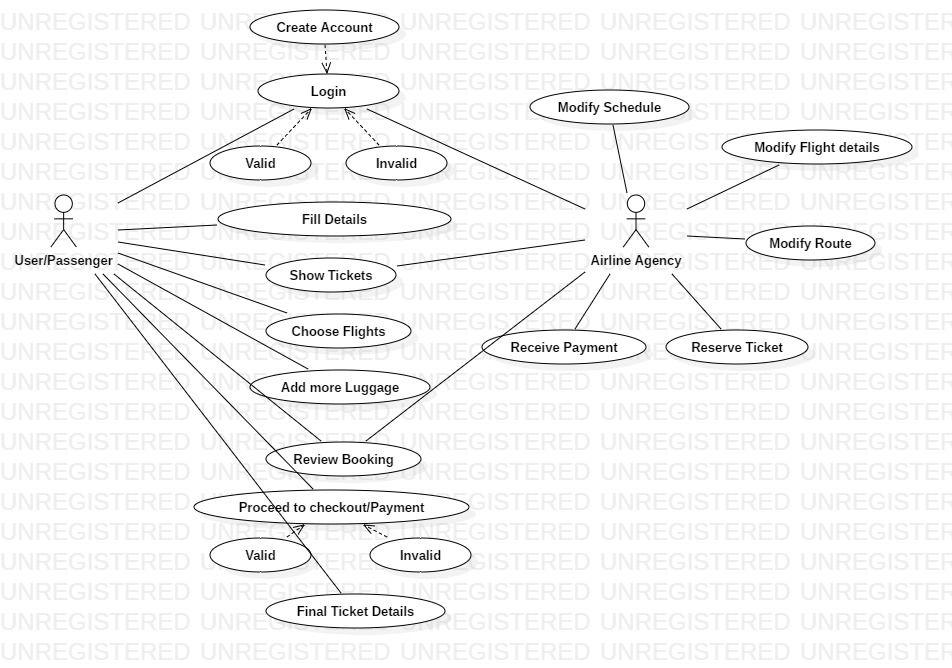 Create Account
Login
Modify Schedule
Valid
Invalid
Modify Flight details
Fill Details
Modify Route
User/Passenger
Airline Agency
Show Tickets
Choose Flights
Receive Payment
Reserve Ticket
Add more Luggage
Review Booking
Proceed to checkout/Payment
Valid
Invalid
Final Ticket Details
UNREGISTERED